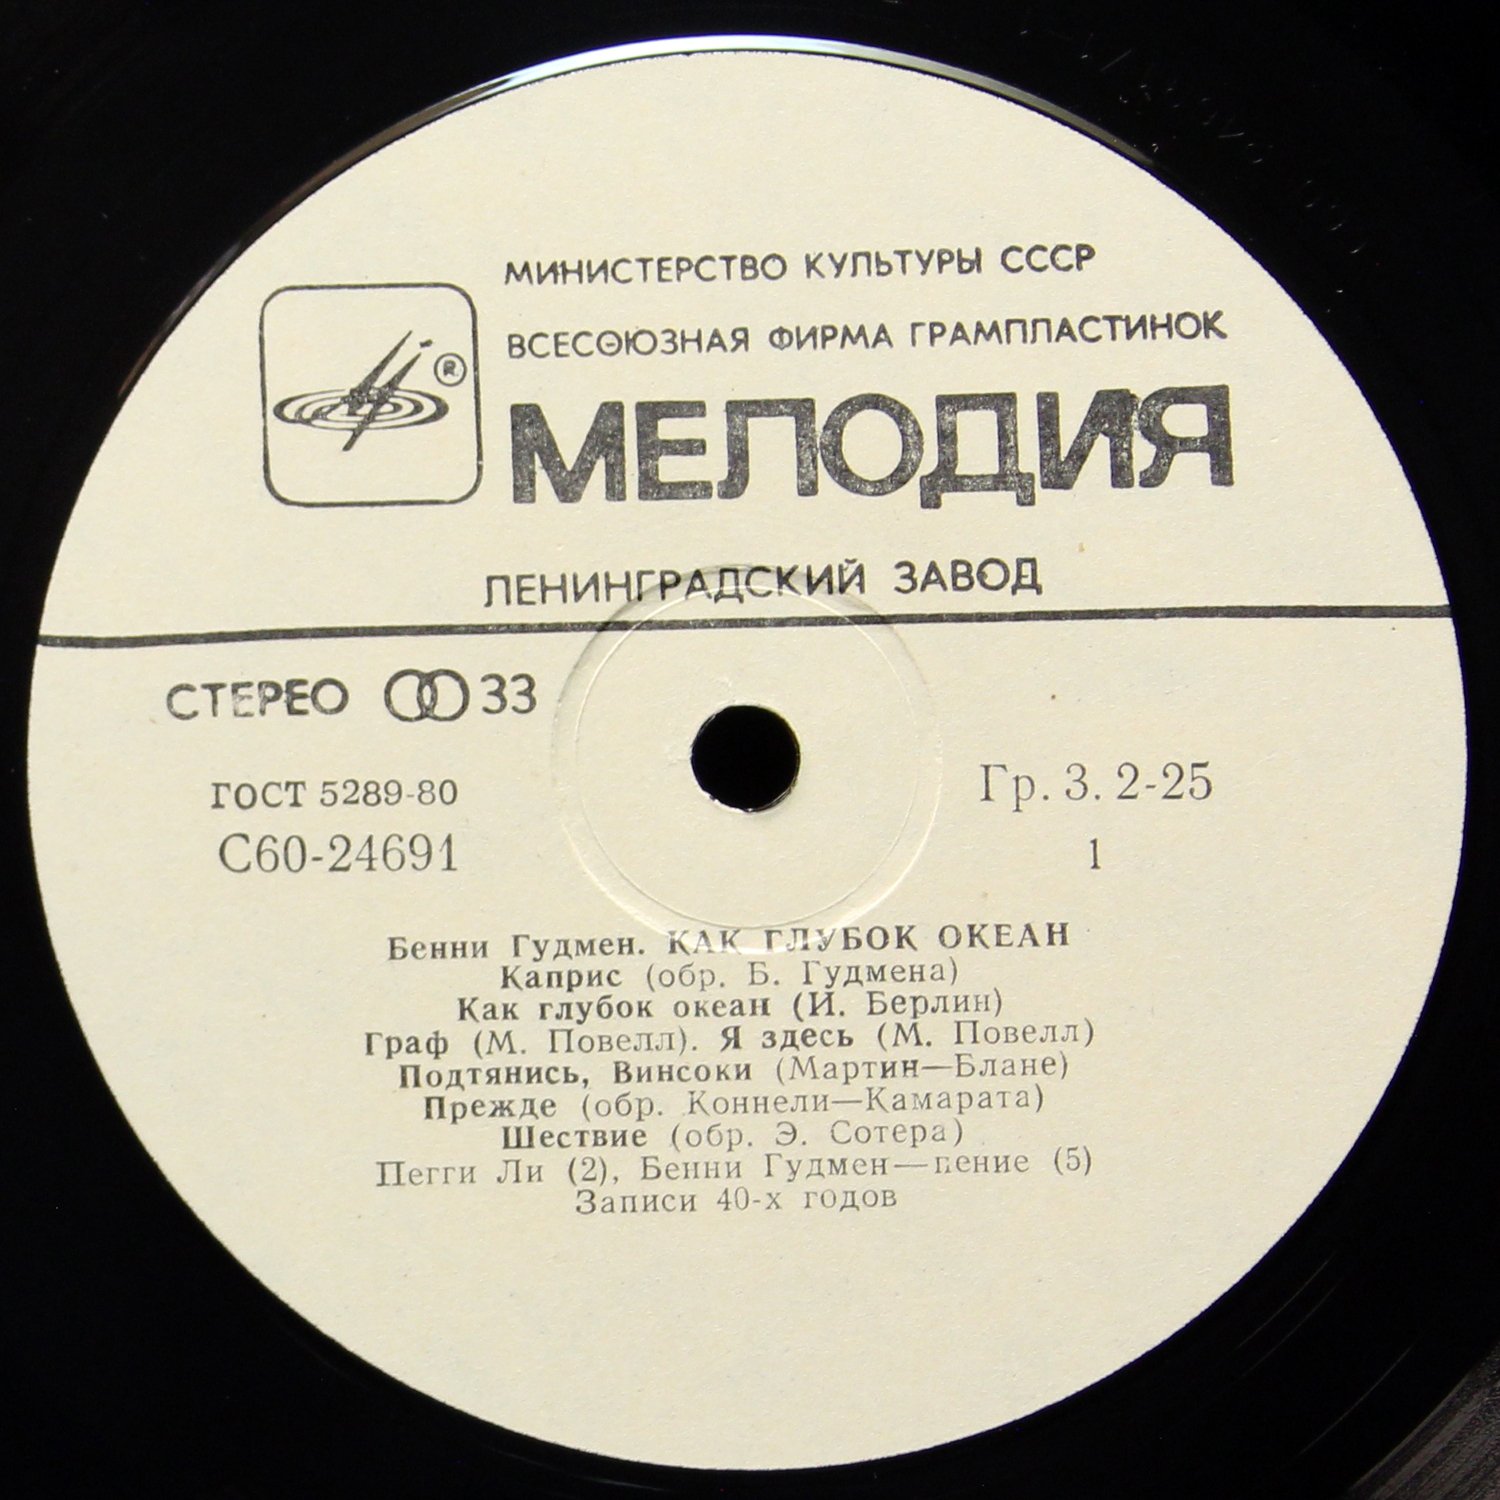 МИНИСТЕРСТВО КУЛЬТУРЫ СССР
ВСЕСОЮЗНАЯ ФИРМА ГРАМПЛАСТИНОК
®
МЕЛОДИЯ
ЛЕНИНГРАДСКИЙ ЗАВОД
СТЕРЕО 33
ГОСТ 5289-80
Гр. 3. 2-25
С60-24691
1
Бенни Гудмен. КАК ГЛУБОК ОКЕАН
Каприс (обр. Б. Гудмена)
Как глубок океан (И. Берлин)
Граф (М. Повелл). Я здесь (М. Повелл)
Подтянись, Винсоки (Мартин—Блане)
Прежде (обр. Коннели—Камарата)
Шествие (обр. Э. Сотера)
Пегги Ли (2), Бенни Гудмен—пение (5)
Записи 40-х годов